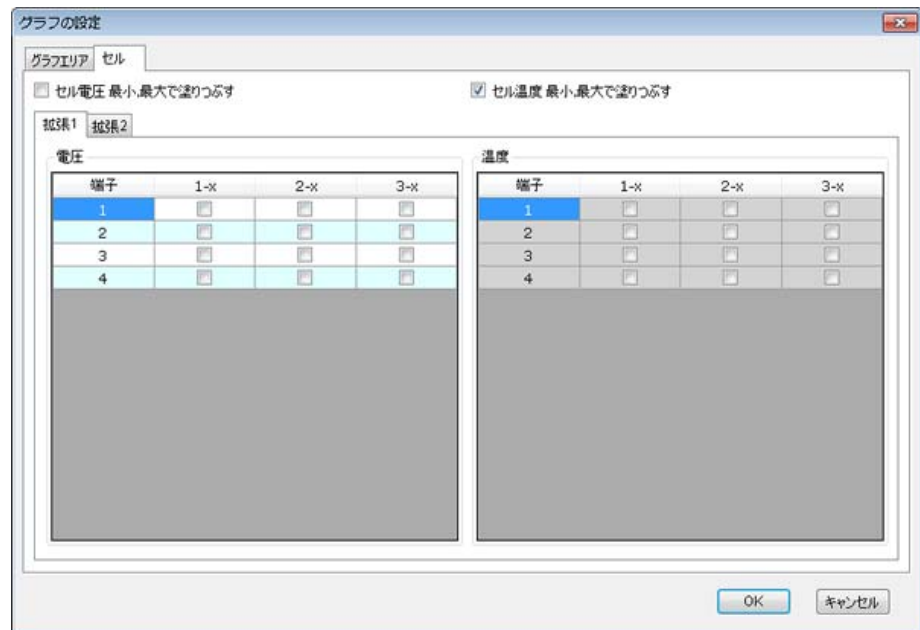 グラフの設定
グラフエリア セル
セル電圧 最小,最大で塗りつぶす セル温度 最小,最大で塗りつぶす
拡張1 拡張2
電圧 温度
端子 1-x 2-x 3-x 端子 1-x 2-x 3-x
1 1
2 2
3 3
4 4
OK キャンセル